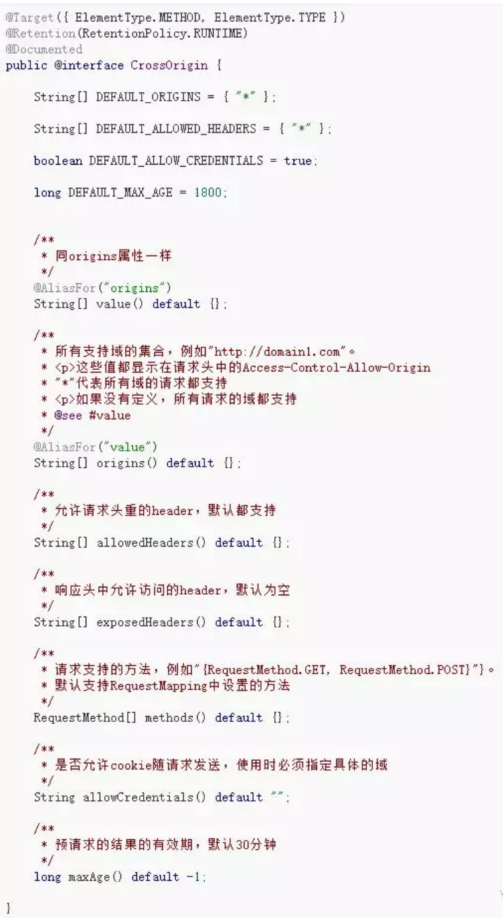 @Target({ ElementType.METHOD, ElementType.TYPE })
@Retention(RetentionPolicy.RUNTIME)
@Documented
public @interface CrossOrigin {
String[] DEFAULT_ORIGINS = { "*" };
String[] DEFAULT_ALLOWED_HEADERS = { "*" };
boolean DEFAULT_ALLOW_CREDENTIALS = true;
long DEFAULT_MAX_AGE = 1800;
/**
* 同origins属性一样
*/
@AliasFor("origins")
String[] value() default {};
/**
* 所有支持域的集合，例如"http://domain1.com"。
* <p>这些值都显示在请求头中的Access-Control-Allow-Origin
* "*"代表所有域的请求都支持
* <p>如果没有定义，所有请求的域都支持
* @see #value
*/
@AliasFor("value")
String[] origins() default {};
/**
* 允许请求头重的header，默认都支持
*/
String[] allowedHeaders() default {};
/**
* 响应头中允许访问的header，默认为空
*/
String[] exposedHeaders() default {};
/**
* 请求支持的方法，例如"{RequestMethod.GET, RequestMethod.POST}"}。
* 默认支持RequestMapping中设置的方法
*/
RequestMethod[] methods() default {};
/**
* 是否允许cookie随请求发送，使用时必须指定具体的域
*/
String allowCredentials() default "";
/**
* 预请求的结果的有效期，默认30分钟
*/
long maxAge() default -1;
}